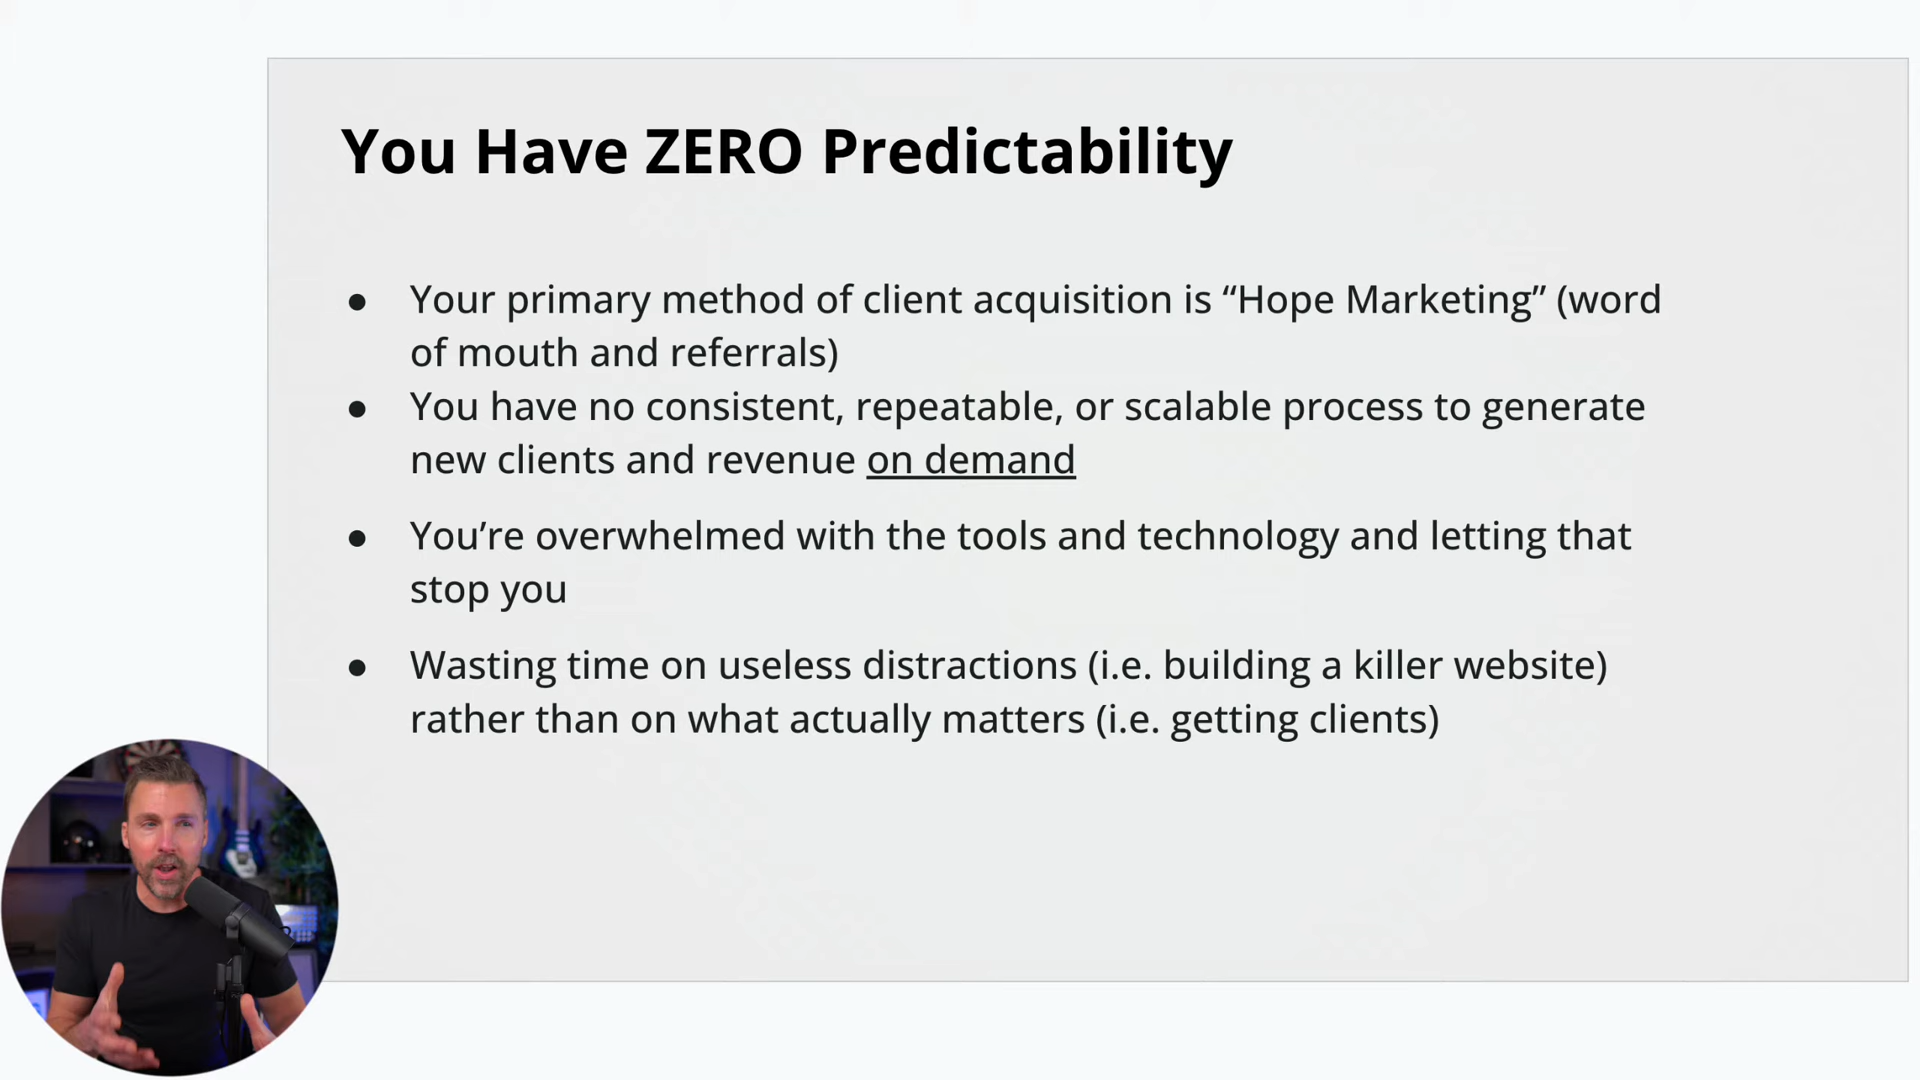 You Have ZERO Predictability
● Your primary method of client acquisition is “Hope Marketing” (word
of mouth and referrals)
● You have no consistent, repeatable, or scalable process to generate
new clients and revenue on demand
● You’re overwhelmed with the tools and technology and letting that
stop you
● Wasting time on useless distractions (i.e. building a killer website)
rather than on what actually matters (i.e. getting clients)